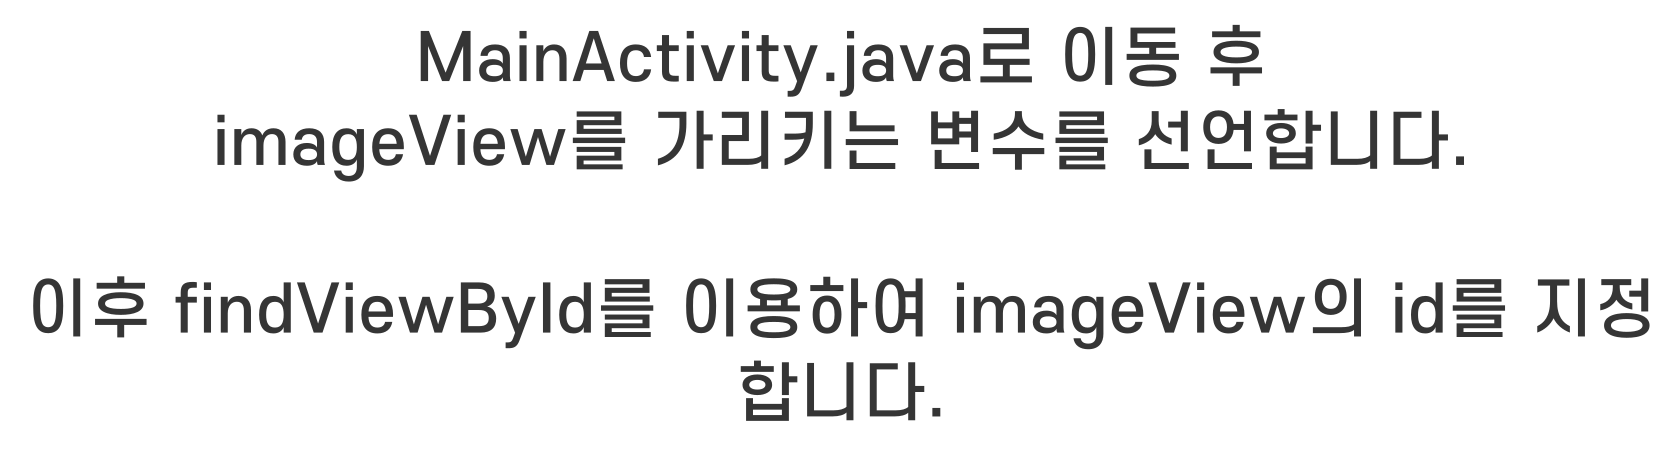 MainActivity.java로 이동 후
imageView를 가리키는 변수를 선언합니다.
이후 findViewById를 이용하여 imageView의 id를 지정
합니다.